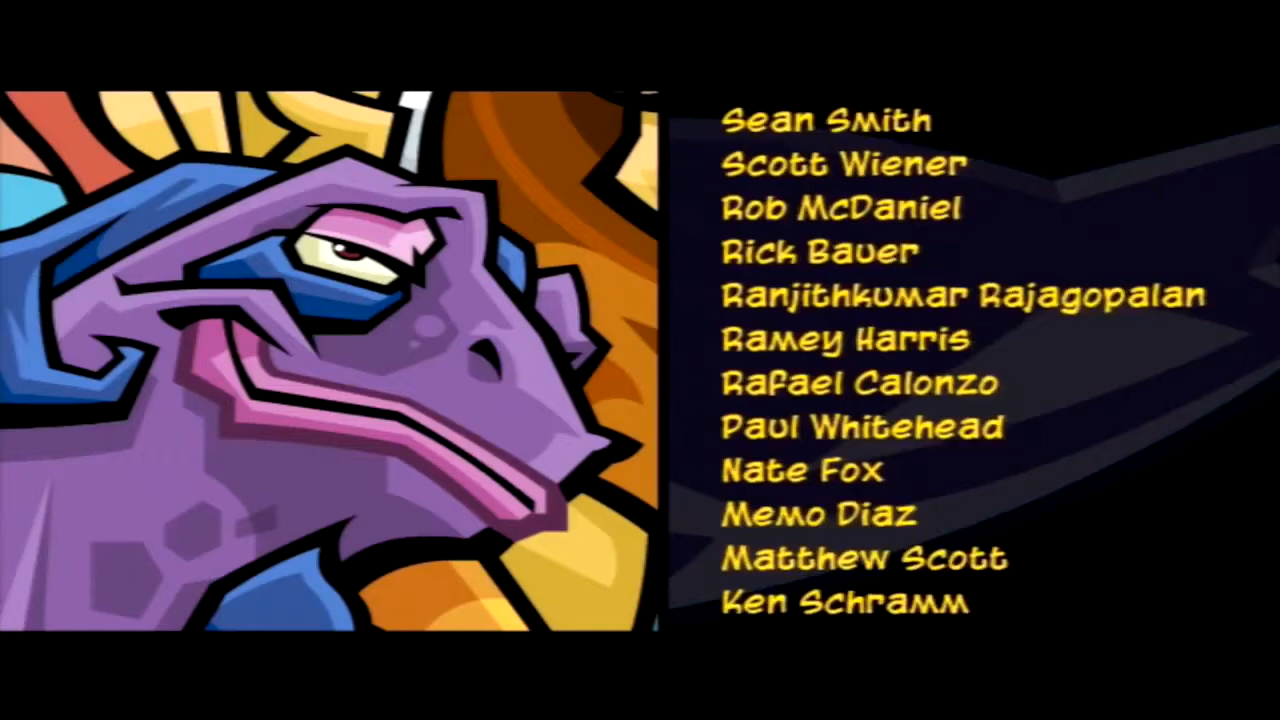 Sean Smith
Scott Wiener
Rob McDaniel
Rick Bauer
Ranjithkumar Rajagopalan
Ramey Harris
Rafael Calonzo
Paul Whitehead
Nate Fox
Memo Diaz
Matthew Scott
Ken Schramm